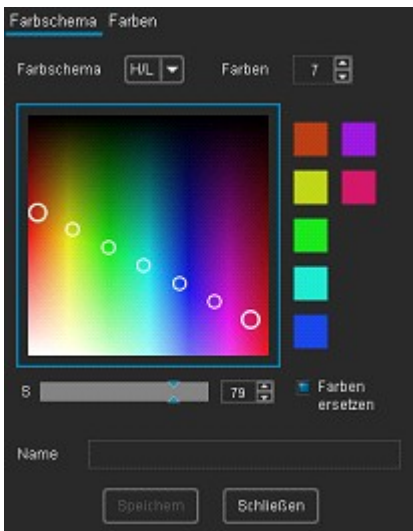 Farbschema Farben
Farbschema H/L Farben 7
S 79 Farben
ersetzen
Name
Speichern Schließen